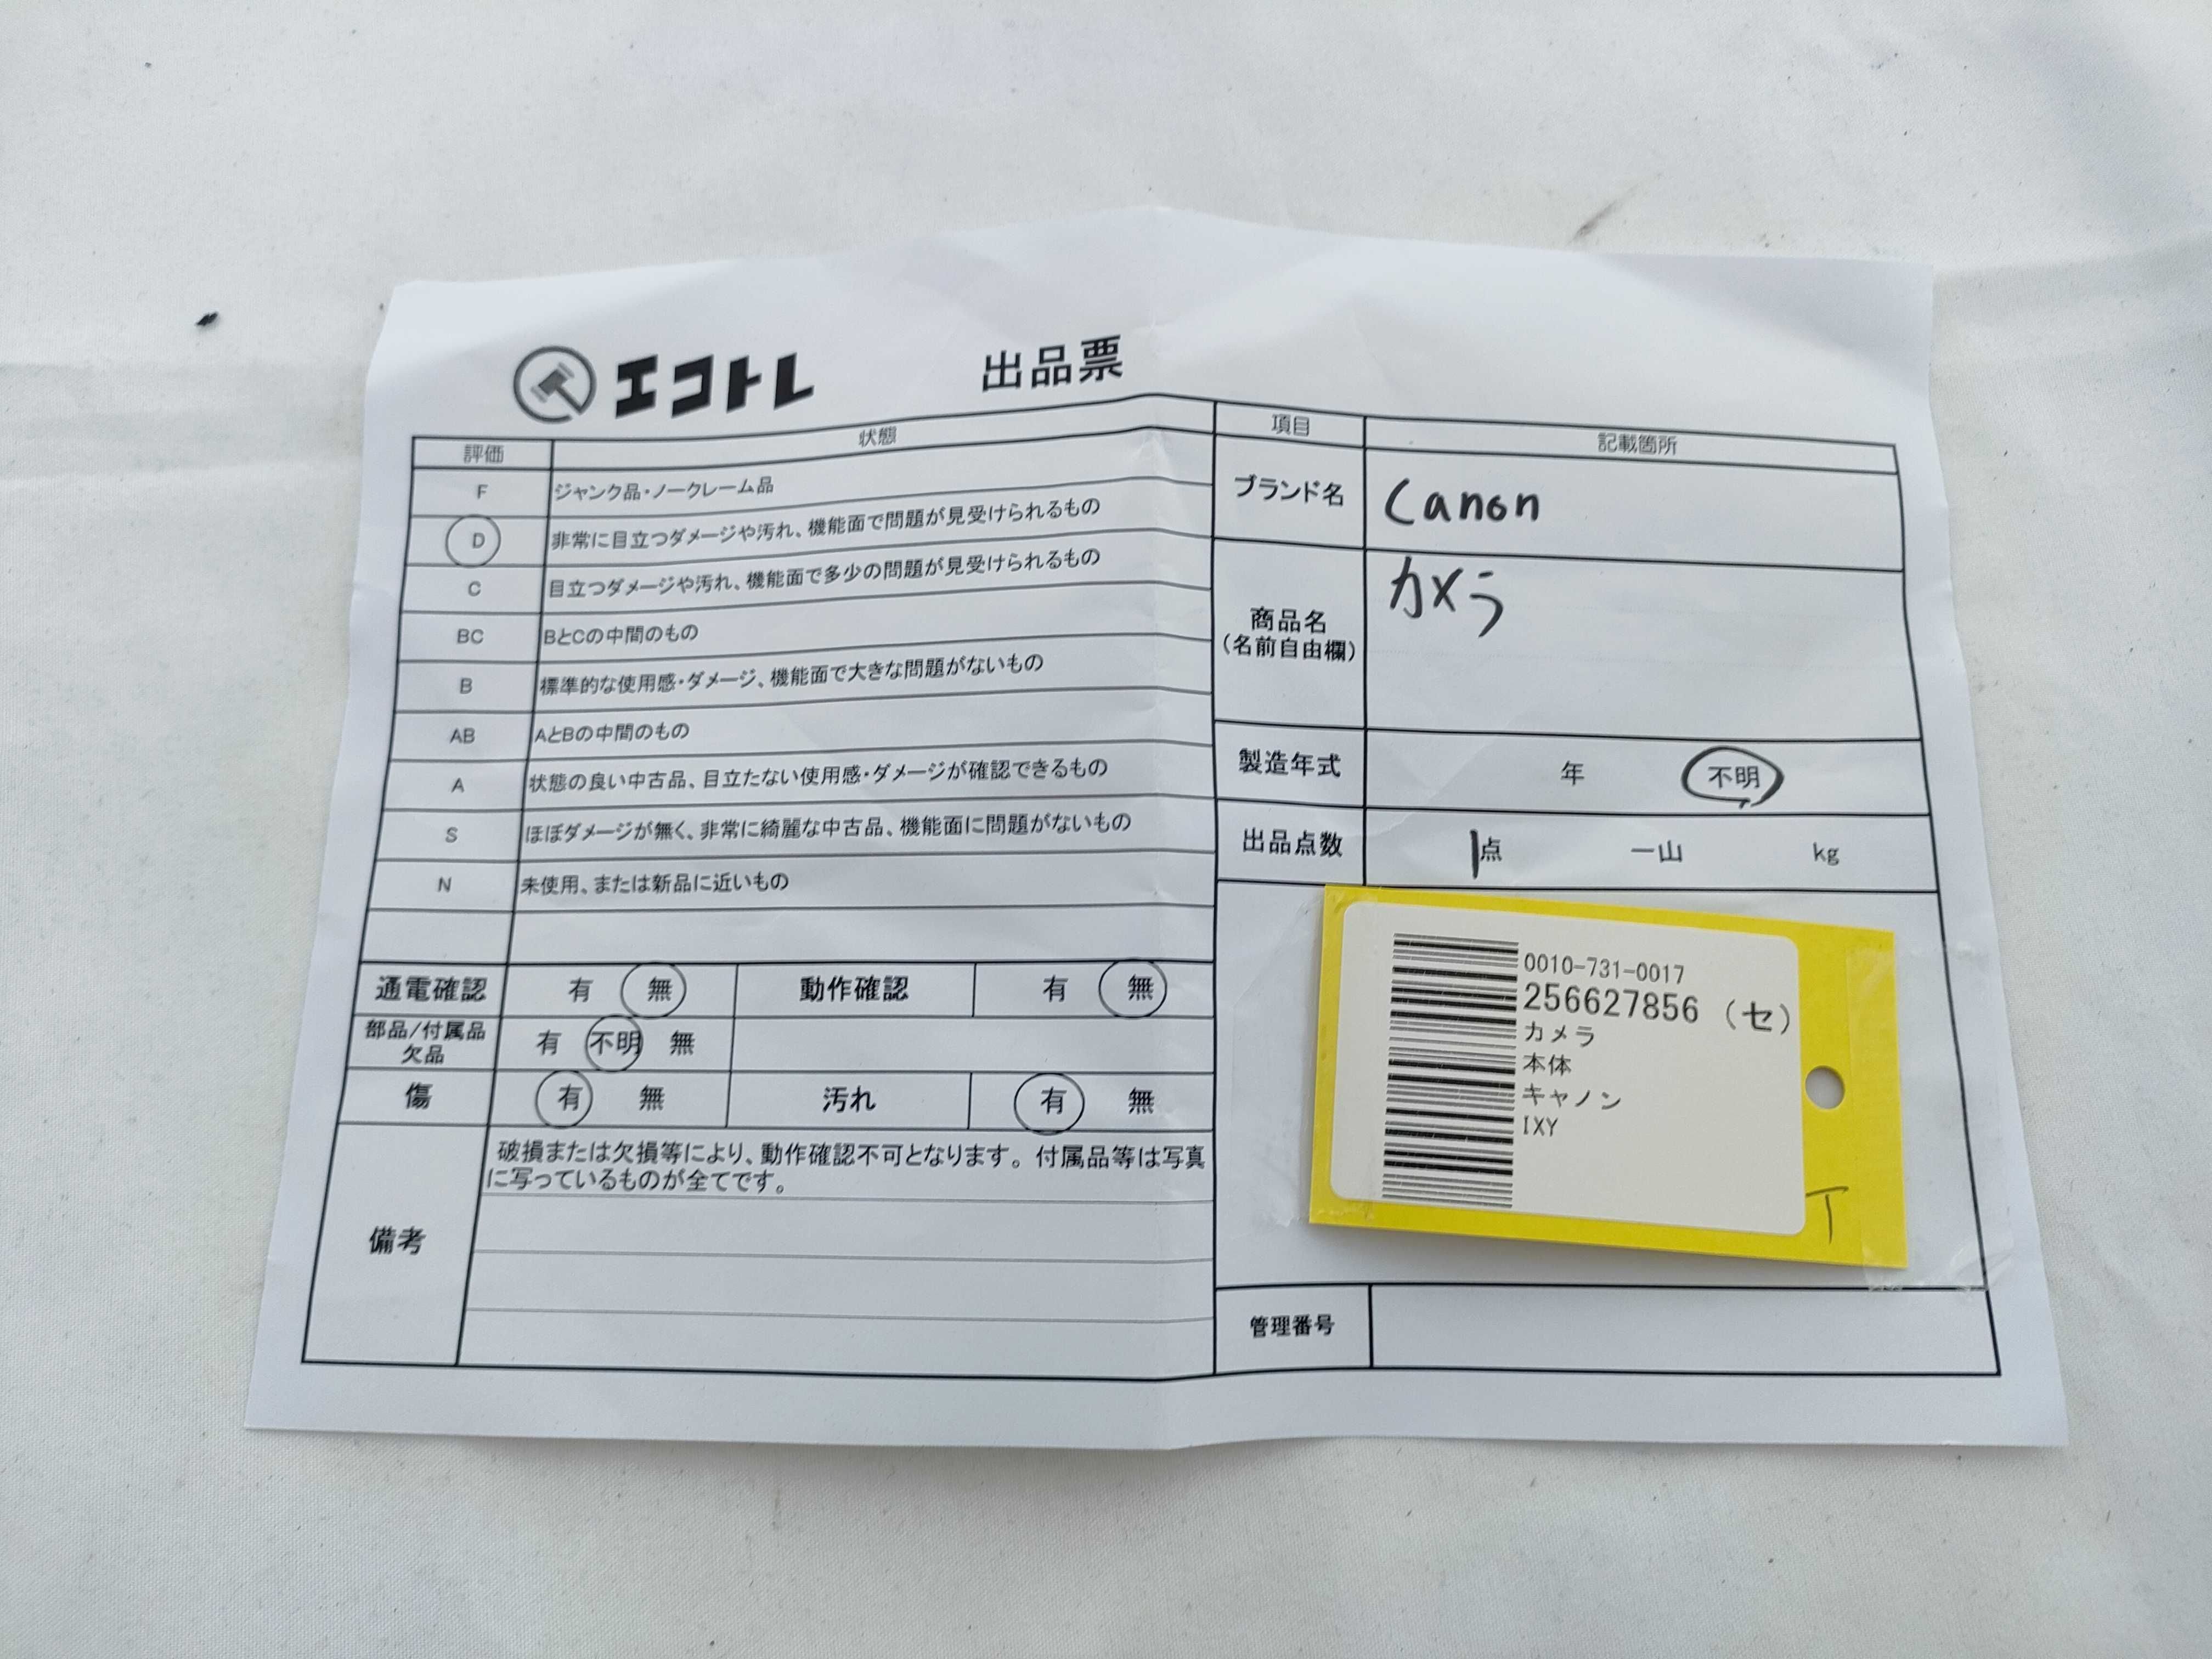 エコトレ 出品票
評価 状態
F ジャンク品・ノークレーム品
D 非常に目立つダメージや汚れ、機能面で問題が見受けられるもの
C 目立つダメージや汚れ、機能面で多少の問題が見受けられるもの
BC BとCの中間のもの
B 標準的な使用感・ダメージ、機能面で大きな問題がないもの
AB AとBの中間のもの
A 状態の良い中古品、目立たない使用感・ダメージが確認できるもの
S ほぼダメージが無く、非常に綺麗な中古品、機能面に問題がないもの
N 未使用、または新品に近いもの
通電確認 有 無 動作確認 有 無
部品/付属品
欠品 有 不明 無
傷 有 無 汚れ 有 無
備考
破損または欠損等により、動作確認不可となります。付属品等は写真
に写っているものが全てです。
項目 記載箇所
ブランド名 Canon
商品名
(名前自由欄)
カメラ
製造年式 年 不明
出品点数 1点 一山 kg
0010-731-0017
256627856 (セ)
カメラ
本体
キャノン
IXY
T
管理番号